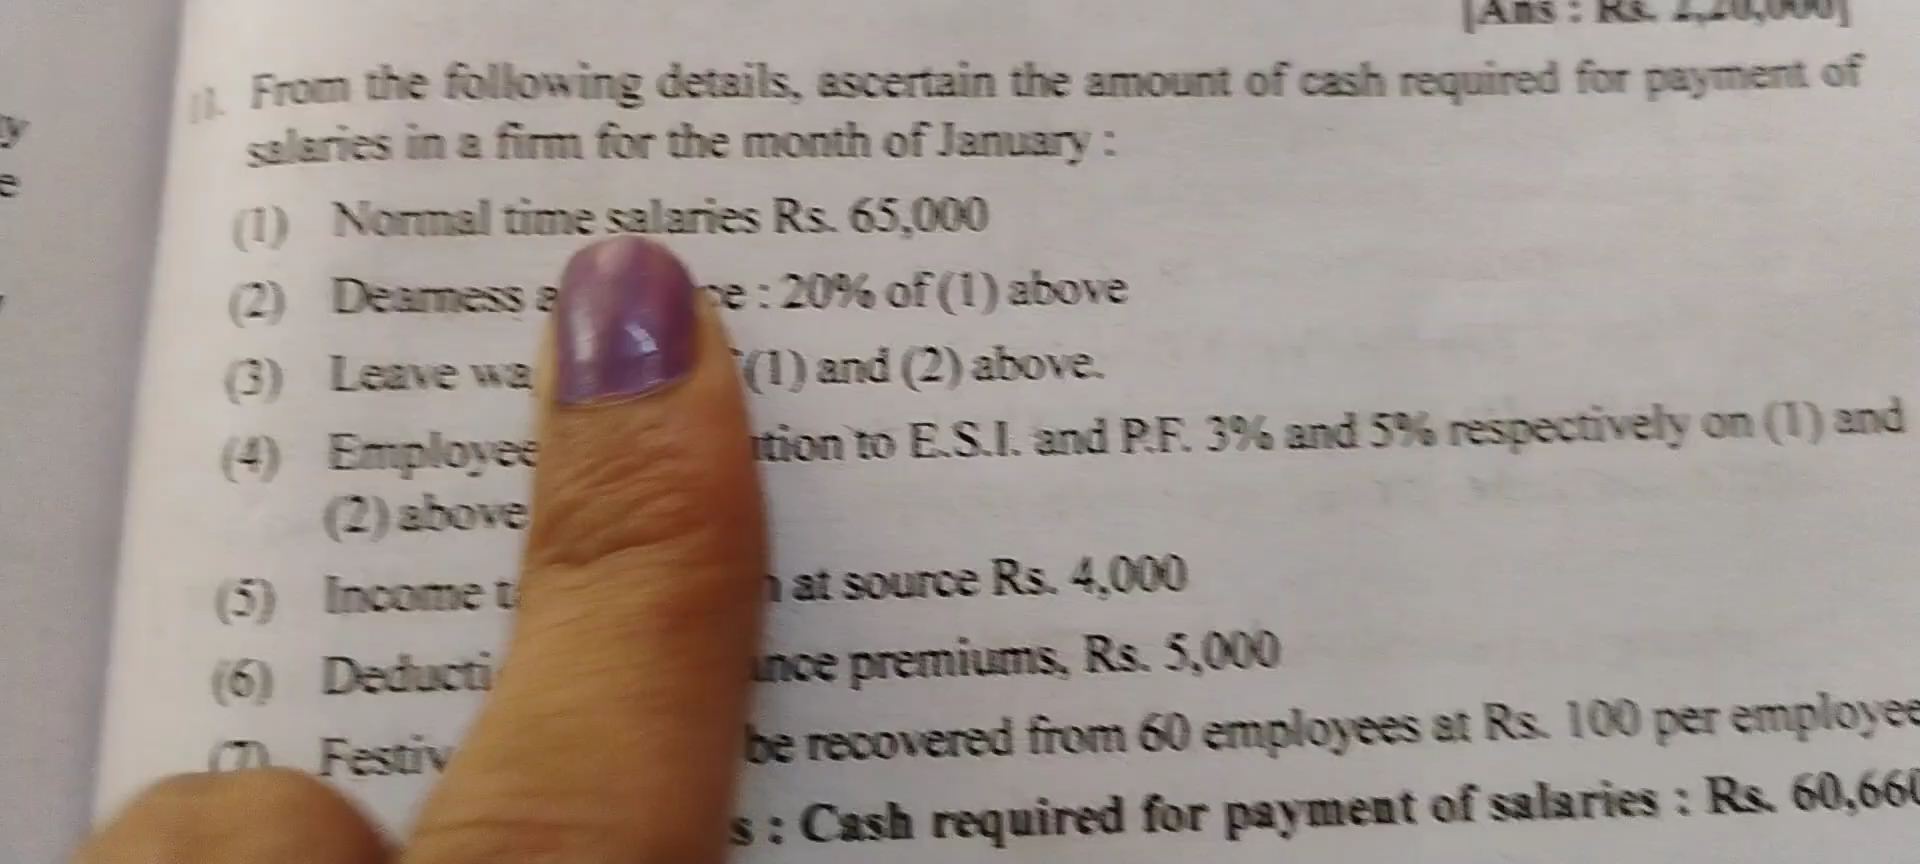 [Ans : Rs. 2,20,000]
From the following details, ascertain the amount of cash required for payment of
salaries in a firm for the month of January :
(1) Normal time salaries Rs. 65,000
(2) Dearness a ce : 20% of (1) above
(3) Leave wa (1) and (2) above.
(4) Employee tion to E.S.I. and P.F. 3% and 5% respectively on (1) and
(2) above
(5) Income t at source Rs. 4,000
(6) Deducti nce premiums, Rs. 5,000
(7) Festiv be recovered from 60 employees at Rs. 100 per employee
s : Cash required for payment of salaries : Rs. 60,660